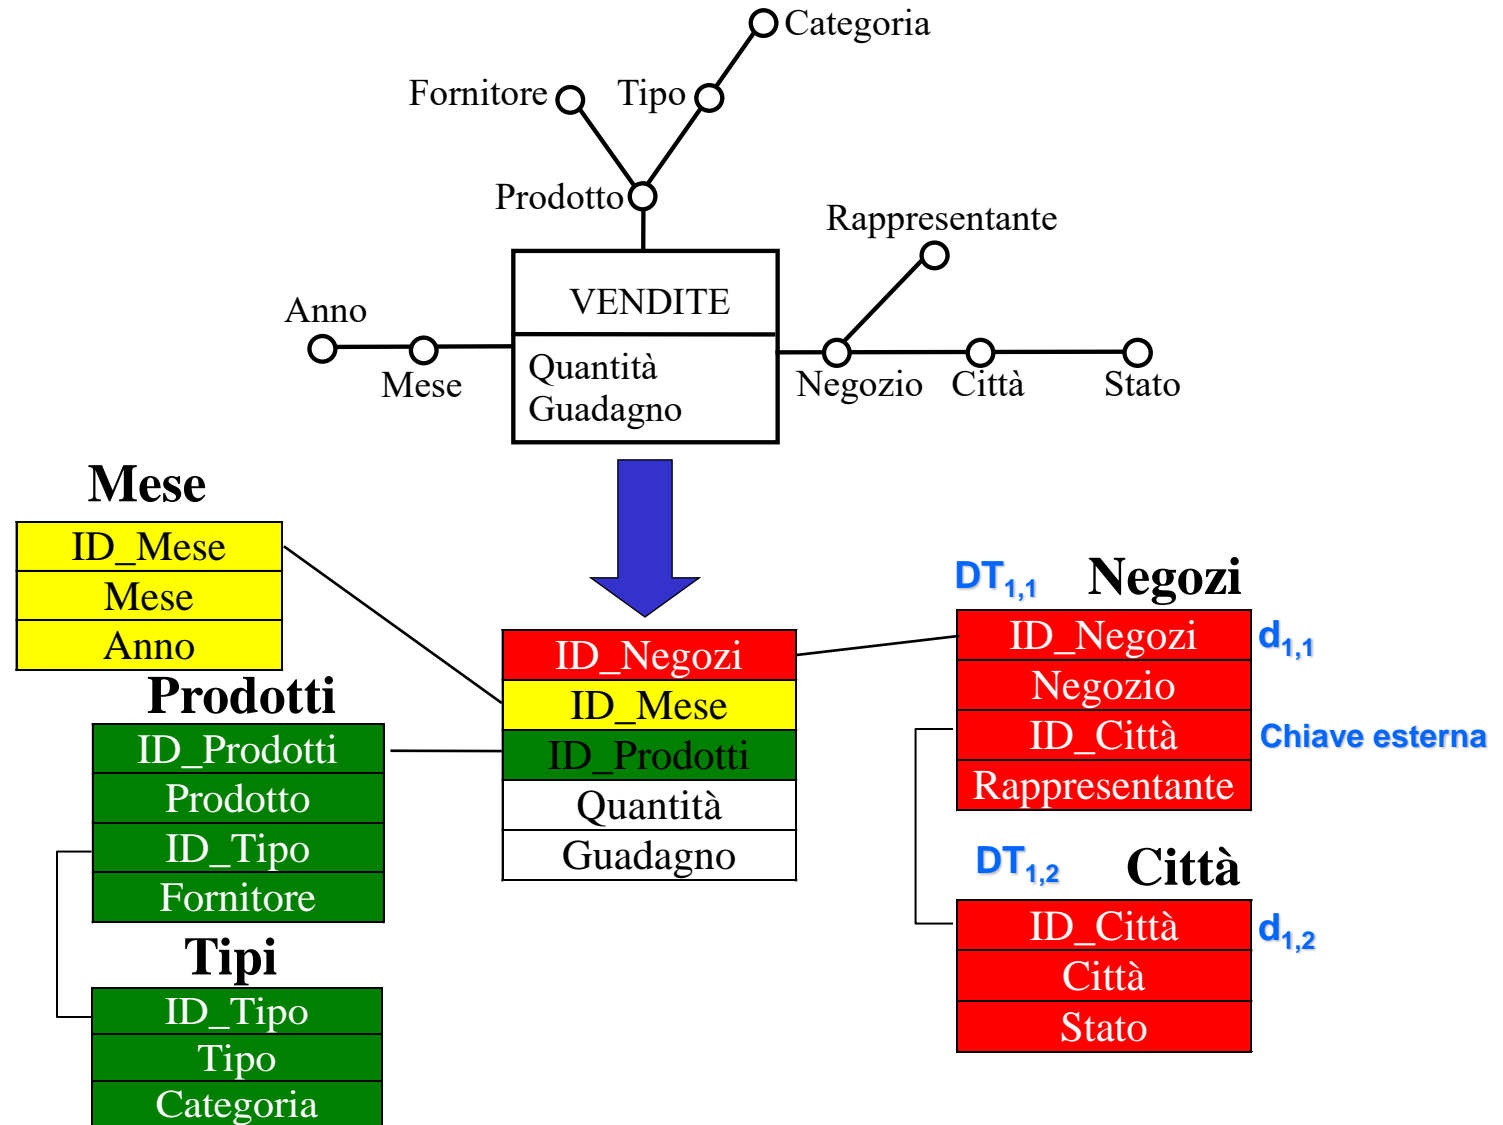 Categoria
Fornitore
Tipo
Prodotto
Rappresentante
Anno
VENDITE
Mese
Quantità
Guadagno
Negozio
Città
Stato
Mese
ID_Mese
Mese
Anno
Prodotti
ID_Prodotti
Prodotto
ID_Tipo
Fornitore
Tipi
ID_Tipo
Tipo
Categoria
ID_Negozi
ID_Mese
ID_Prodotti
Quantità
Guadagno
DT1,1
Negozi
ID_Negozi
d1,1
Negozio
ID_Città
Chiave esterna
Rappresentante
DT1,2
Città
ID_Città
d1,2
Città
Stato